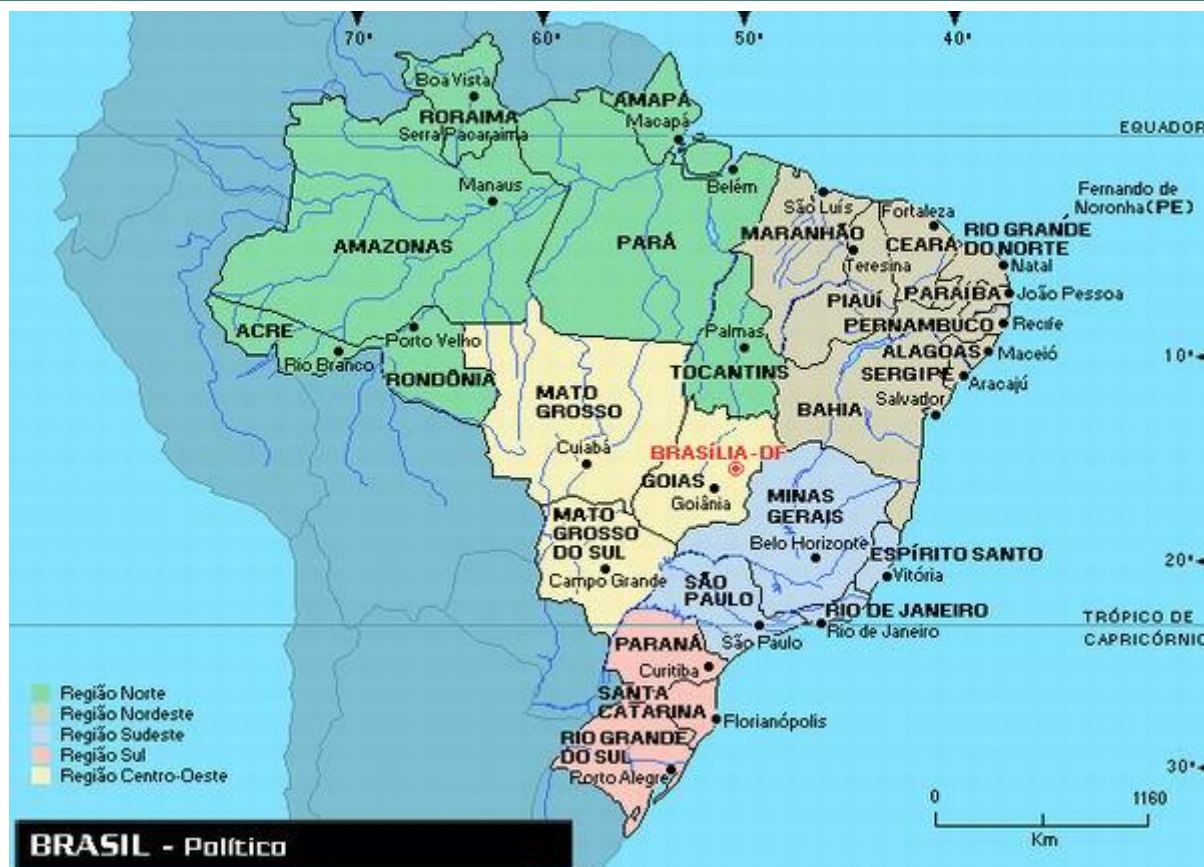 70° 60° 50° 40°
Boa Vista
RORAIMA
Serra Pacaraima
AMAPÁ
Macapá
EQUADOR
Manaus
Belém
AMAZONAS
PARÁ
São Luís
MARANHÃO
Teresina
Fortaleza
CEARÁ
Fernando de
Noronha(PE)
RIO GRANDE
DO NORTE
Natal
PIAUÍ
PARAÍBA
João Pessoa
PERNAMBUCO
Recife
ALAGOAS
Maceió
10°
SERGIPE
Aracajú
ACRE
Rio Branco
Porto Velho
RONDÔNIA
Palmas
TOCANTINS
Salvador
BAHIA
MATO
GROSSO
Cuiabá
BRASÍLIA-DF
GOIAS
Goiânia
MINAS
GERAIS
Belo Horizonte
MATO
GROSSO
DO SUL
Campo Grande
ESPÍRITO SANTO
Vitória
20°
SÃO
PAULO
São Paulo
RIO DE JANEIRO
Rio de Janeiro
TRÓPICO DE
CAPRICÓRNIO
PARANÁ
Curitiba
SANTA
CATARINA
Florianópolis
RIO GRANDE
DO SUL
Porto Alegre
30°
Região Norte
Região Nordeste
Região Sudeste
Região Sul
Região Centro-Oeste
0 1160
Km
BRASIL - Político